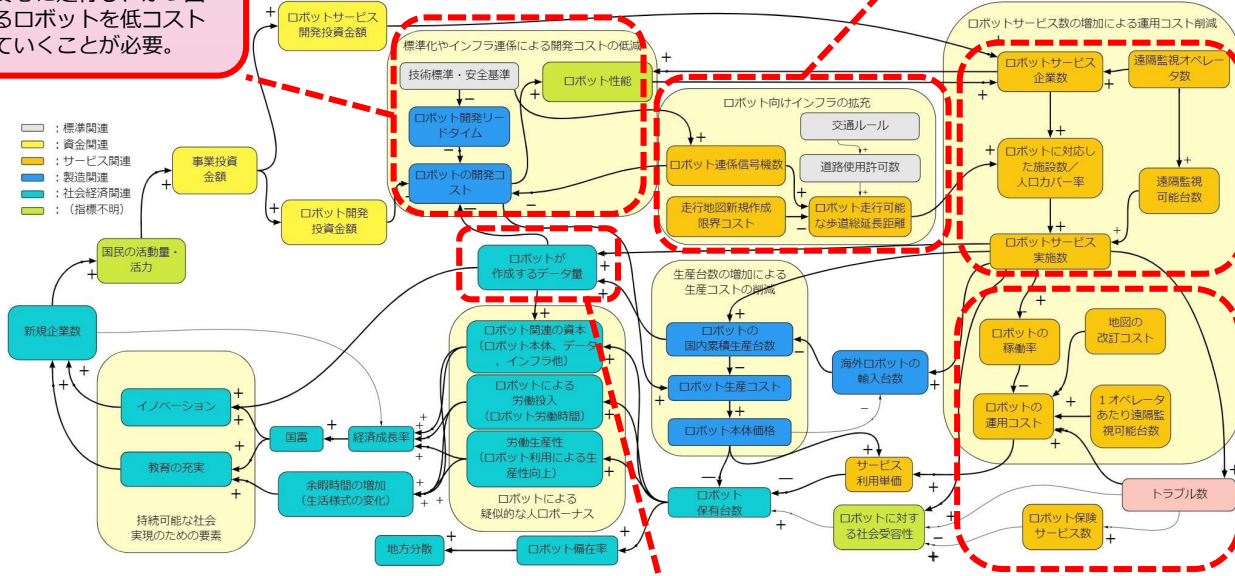 るロボットを低コスト
ていくことが必要。
ロボットサービス
開発投資金額
標準化やインフラ連係による開発コストの低減
技術標準・安全基準
ロボット性能
ロボット開発リー
ドタイム
ロボットの開発コ
スト
ロボット向けインフラの拡充
交通ルール
ロボット連係信号機数
道路使用許可数
走行地図新規作成
限界コスト
ロボット走行可能
な歩道総延長距離
ロボットサービス数の増加による運用コスト削減
ロボットサービス
企業数
遠隔監視オペレー
タ数
ロボットに対応し
た施設数/
人口カバー率
遠隔監視
可能台数
ロボットサービス
実施数
:標準関連
:資金関連
:サービス関連
:製造関連
:社会経済関連
:(指標不明)
事業投資
金額
ロボット開発
投資金額
国民の活動量・
活力
新規企業数
ロボットが
作成するデータ量
生産台数の増加による
生産コストの削減
ロボットの
国内累積生産台数
ロボット生産コスト
ロボット本体価格
海外ロボットの
輸入台数
ロボットの
稼働率
地図の
改訂コスト
ロボットの
運用コスト
1オペレータ
あたり遠隔監
視可能台数
ロボット関連の資本
(ロボット本体、データ
、インフラ他)
ロボットによる
労働投入
(ロボット労働時間)
労働生産性
(ロボット利用による生
産性向上)
ロボットによる
疑似的な人口ボーナス
イノベーション
教育の充実
持続可能な社会
実現のための要素
国富
経済成長率
余暇時間の増加
(生活様式の変化)
サービス
利用単価
ロボット
保有台数
ロボットに対す
る社会受容性
ロボット保険
サービス数
トラブル数
地方分散
ロボット偏在率